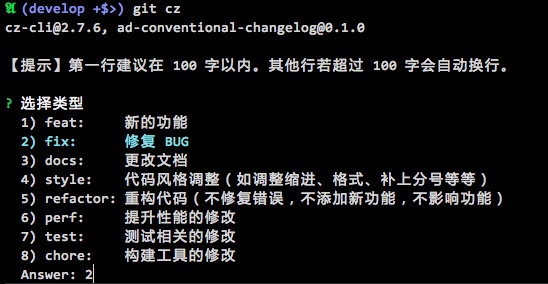 (develop +$>) git cz
cz-cli@2.7.6, ad-conventional-changelog@0.1.0
【提示】第一行建议在 100 字以内。其他行若超过 100 字会自动换行。
? 选择类型
1) feat: 新的功能
2) fix: 修复 BUG
3) docs: 更改文档
4) style: 代码风格调整（如调整缩进、格式、补上分号等等）
5) refactor: 重构代码（不修复错误，不添加新功能，不影响功能）
6) perf: 提升性能的修改
7) test: 测试相关的修改
8) chore: 构建工具的修改
Answer: 2